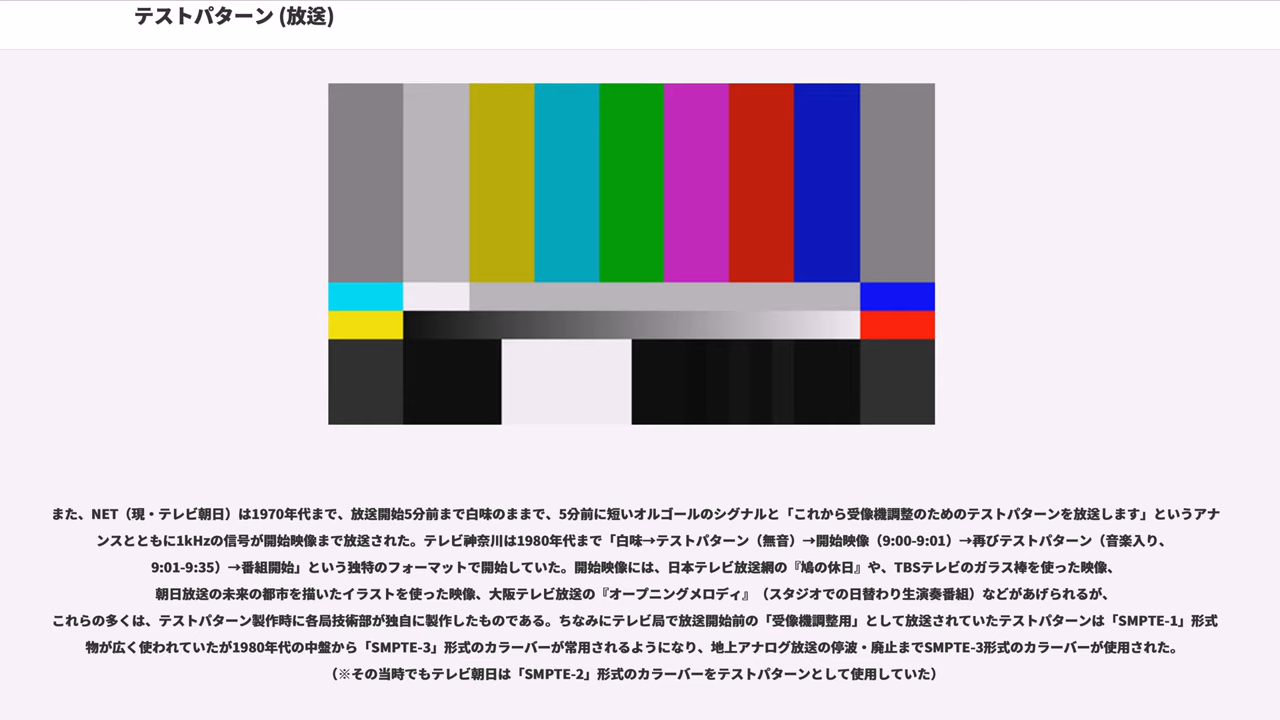 テストパターン (放送)
また、NET（現・テレビ朝日）は1970年代まで、放送開始5分前まで白味のままで、5分前に短いオルゴールのシグナルと「これから受像機調整のためのテストパターンを放送します」というアナ
ンスとともに1kHzの信号が開始映像まで放送された。テレビ神奈川は1980年代まで「白味→テストパターン（無音）→開始映像（9:00-9:01）→再びテストパターン（音楽入り、
9:01-9:35）→番組開始」という独特のフォーマットで開始していた。開始映像には、日本テレビ放送網の『鳩の休日』や、TBSテレビのガラス棒を使った映像、
朝日放送の未来の都市を描いたイラストを使った映像、大阪テレビ放送の『オープニングメロディ』（スタジオでの日替わり生演奏番組）などがあげられるが、
これらの多くは、テストパターン製作時に各局技術部が独自に製作したものである。ちなみにテレビ局で放送開始前の「受像機調整用」として放送されていたテストパターンは「SMPTE-1」形式
物が広く使われていたが1980年代の中盤から「SMPTE-3」形式のカラーバーが常用されるようになり、地上アナログ放送の停波・廃止までSMPTE-3形式のカラーバーが使用された。
（※その当時でもテレビ朝日は「SMPTE-2」形式のカラーバーをテストパターンとして使用していた）